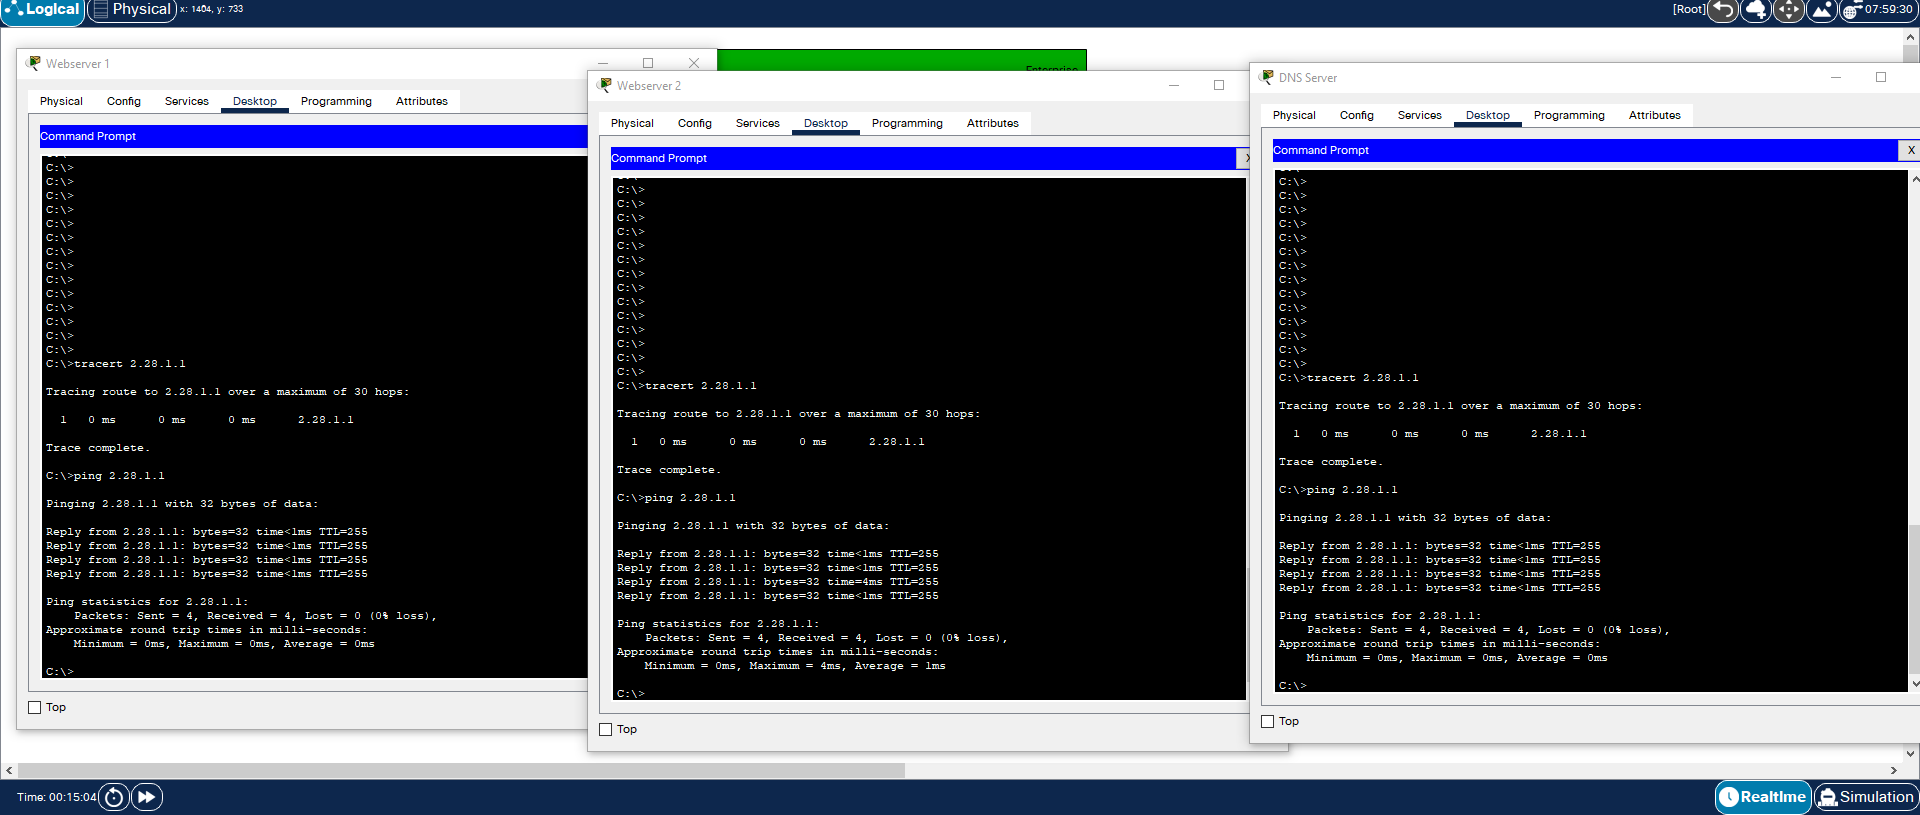 Logical
Physical
x: 1404, y: 733
[Root]
07:59:30
Enterprise
Webserver 1
Physical Config Services Desktop Programming Attributes
Command Prompt
C:\>
C:\>
C:\>
C:\>
C:\>
C:\>
C:\>
C:\>
C:\>
C:\>
C:\>
C:\>
C:\>
C:\>
C:\>tracert 2.28.1.1
Tracing route to 2.28.1.1 over a maximum of 30 hops:
1 0 ms 0 ms 0 ms 2.28.1.1
Trace complete.
C:\>ping 2.28.1.1
Pinging 2.28.1.1 with 32 bytes of data:
Reply from 2.28.1.1: bytes=32 time<1ms TTL=255
Reply from 2.28.1.1: bytes=32 time<1ms TTL=255
Reply from 2.28.1.1: bytes=32 time<1ms TTL=255
Reply from 2.28.1.1: bytes=32 time<1ms TTL=255
Ping statistics for 2.28.1.1:
Packets: Sent = 4, Received = 4, Lost = 0 (0% loss),
Approximate round trip times in milli-seconds:
Minimum = 0ms, Maximum = 0ms, Average = 0ms
C:\>
Top
Webserver 2
Physical Config Services Desktop Programming Attributes
Command Prompt
C:\>
C:\>
C:\>
C:\>
C:\>
C:\>
C:\>
C:\>
C:\>
C:\>
C:\>
C:\>
C:\>
C:\>
C:\>tracert 2.28.1.1
Tracing route to 2.28.1.1 over a maximum of 30 hops:
1 0 ms 0 ms 0 ms 2.28.1.1
Trace complete.
C:\>ping 2.28.1.1
Pinging 2.28.1.1 with 32 bytes of data:
Reply from 2.28.1.1: bytes=32 time<1ms TTL=255
Reply from 2.28.1.1: bytes=32 time<1ms TTL=255
Reply from 2.28.1.1: bytes=32 time=4ms TTL=255
Reply from 2.28.1.1: bytes=32 time<1ms TTL=255
Ping statistics for 2.28.1.1:
Packets: Sent = 4, Received = 4, Lost = 0 (0% loss),
Approximate round trip times in milli-seconds:
Minimum = 0ms, Maximum = 4ms, Average = 1ms
C:\>
Top
DNS Server
Physical Config Services Desktop Programming Attributes
Command Prompt
X
C:\>
C:\>
C:\>
C:\>
C:\>
C:\>
C:\>
C:\>
C:\>
C:\>
C:\>
C:\>
C:\>
C:\>
C:\>tracert 2.28.1.1
Tracing route to 2.28.1.1 over a maximum of 30 hops:
1 0 ms 0 ms 0 ms 2.28.1.1
Trace complete.
C:\>ping 2.28.1.1
Pinging 2.28.1.1 with 32 bytes of data:
Reply from 2.28.1.1: bytes=32 time<1ms TTL=255
Reply from 2.28.1.1: bytes=32 time<1ms TTL=255
Reply from 2.28.1.1: bytes=32 time<1ms TTL=255
Reply from 2.28.1.1: bytes=32 time<1ms TTL=255
Ping statistics for 2.28.1.1:
Packets: Sent = 4, Received = 4, Lost = 0 (0% loss),
Approximate round trip times in milli-seconds:
Minimum = 0ms, Maximum = 0ms, Average = 0ms
C:\>
Top
Time: 00:15:04
Realtime
Simulation